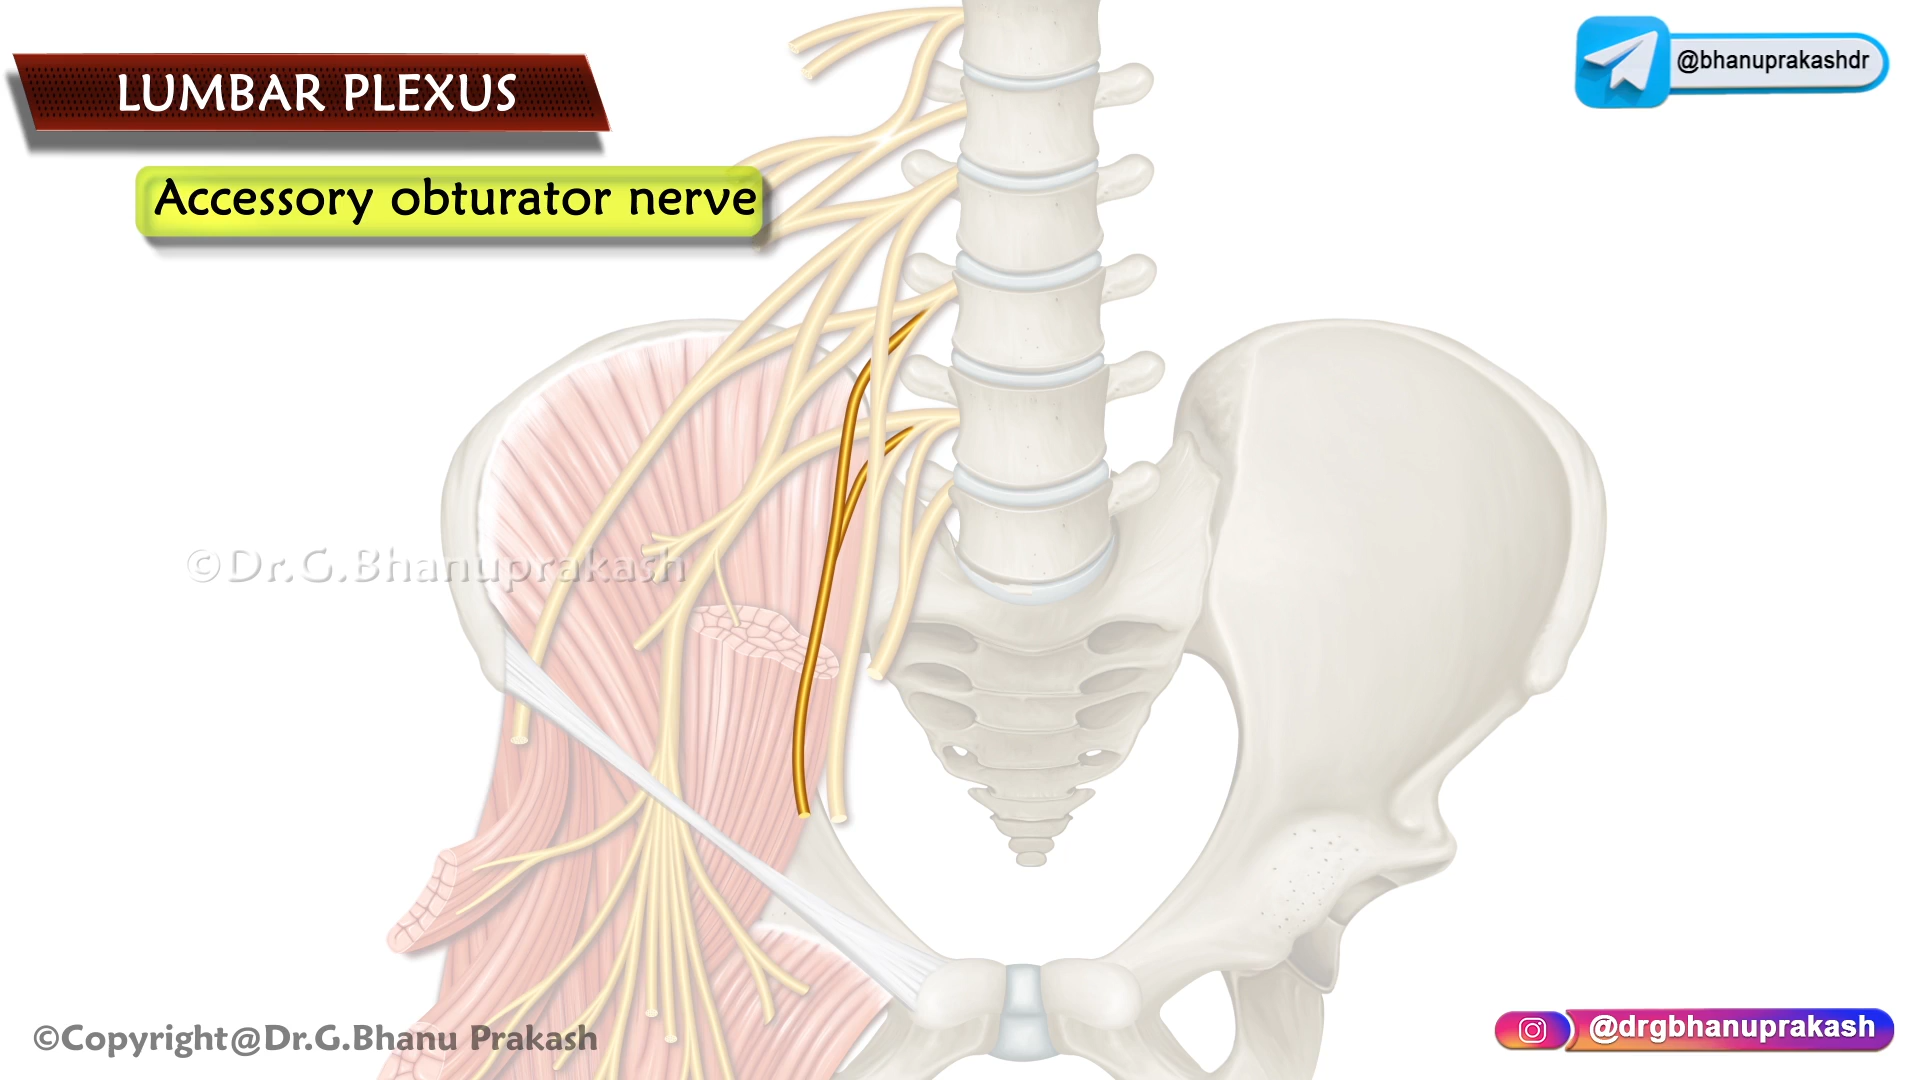 LUMBAR PLEXUS
@bhanuprakashdr
Accessory obturator nerve
©Dr.G.Bhanuprakash
©Copyright@Dr.G.Bhanu Prakash
@drgbhanuprakash